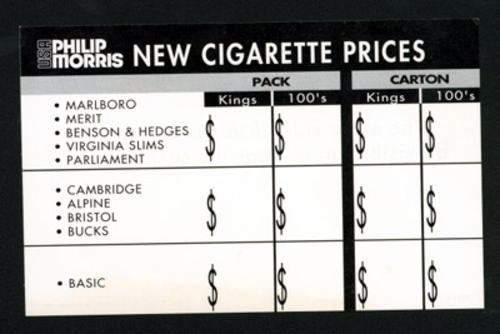 USA PHILIP MORRIS NEW CIGARETTE PRICES
PACK CARTON
Kings 100's Kings 100's
• MARLBORO
• MERIT
• BENSON & HEDGES $ $ $ $
• VIRGINIA SLIMS
• PARLIAMENT
• CAMBRIDGE
• ALPINE
• BRISTOL $ $ $ $
• BUCKS
• BASIC $ $ $ $